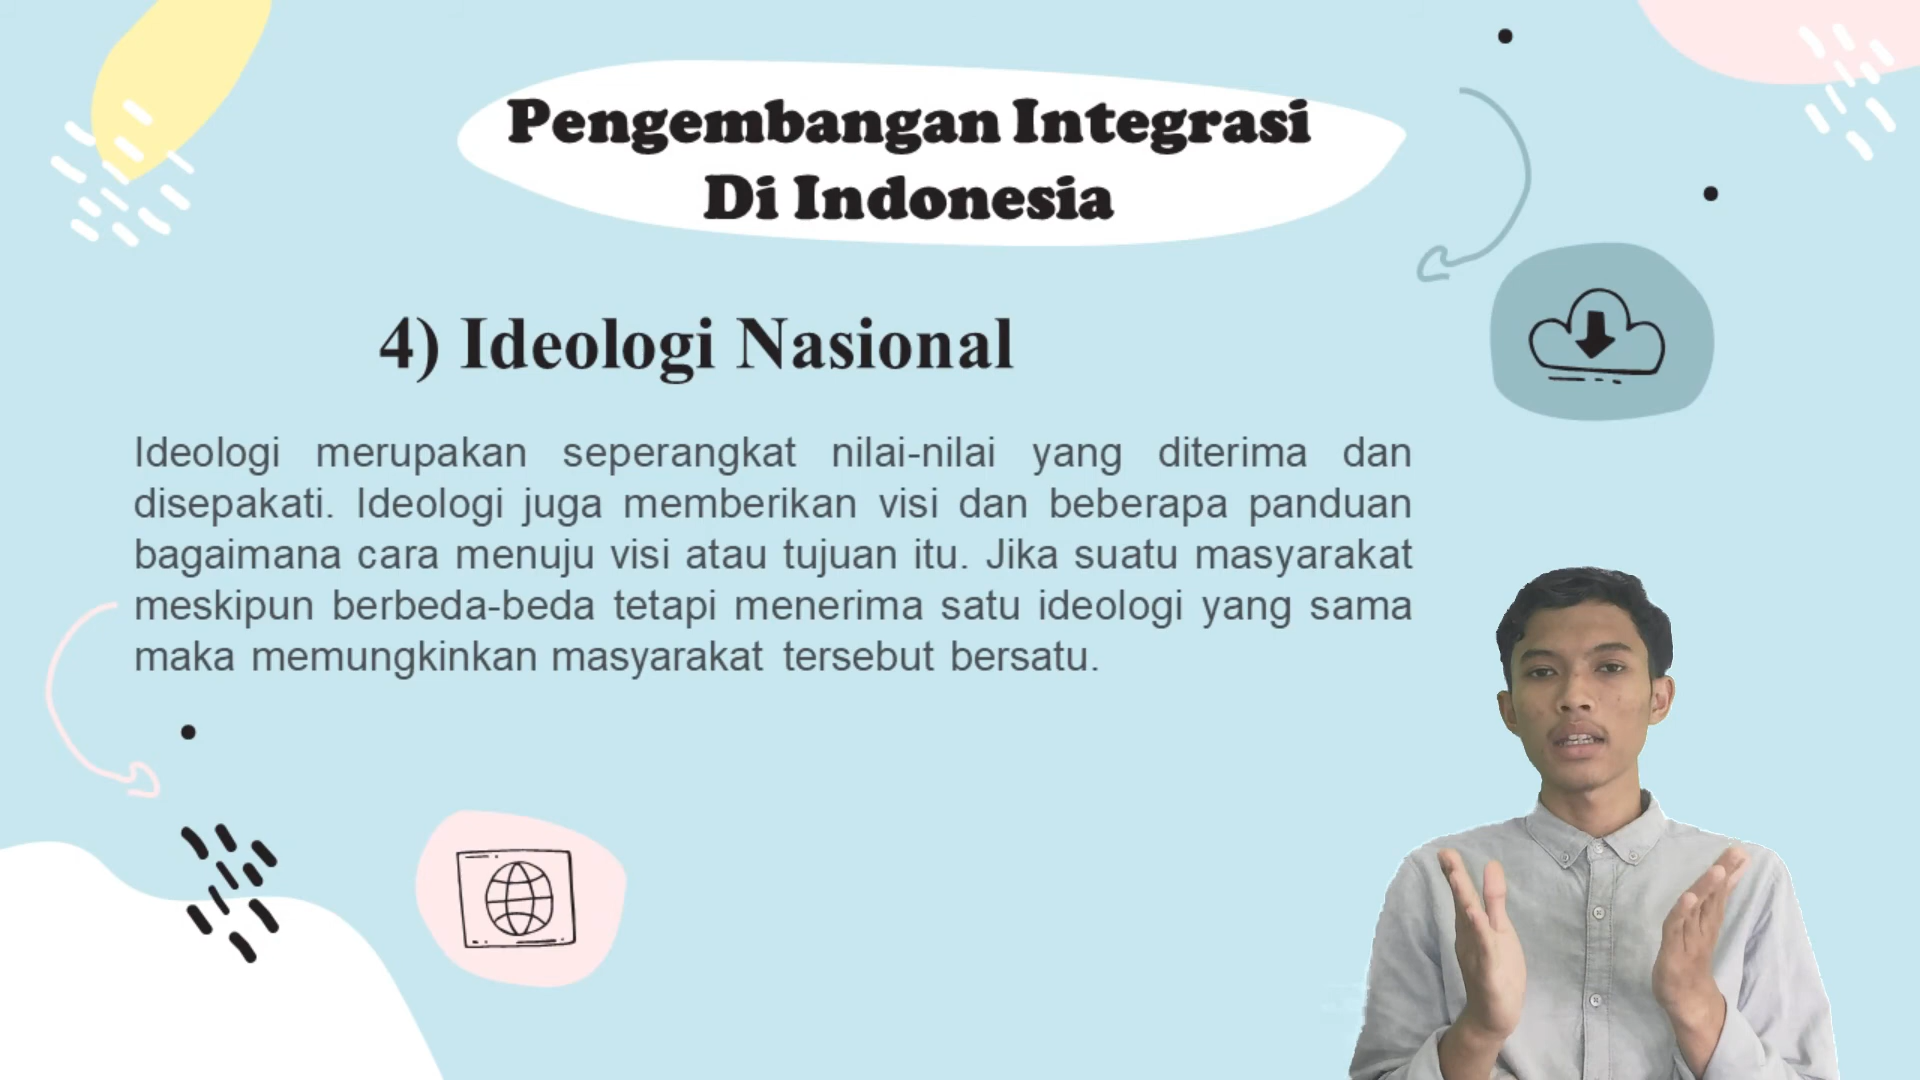 Pengembangan Integrasi
Di Indonesia
4) Ideologi Nasional
Ideologi merupakan seperangkat nilai-nilai yang diterima dan
disepakati. Ideologi juga memberikan visi dan beberapa panduan
bagaimana cara menuju visi atau tujuan itu. Jika suatu masyarakat
meskipun berbeda-beda tetapi menerima satu ideologi yang sama
maka memungkinkan masyarakat tersebut bersatu.